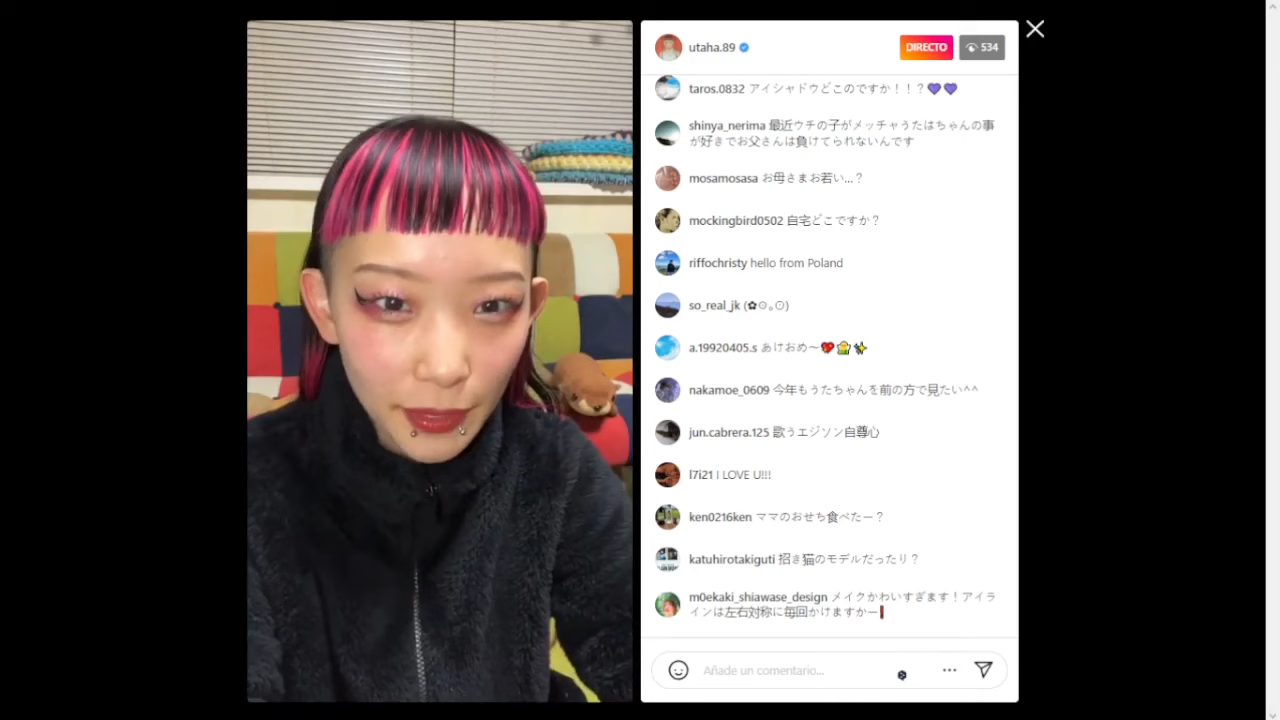 utaha.89
DIRECTO
534
taros.0832 アイシャドウどこのですか！！？💜💜
shinya_nerima 最近ウチの子がメッチャうたはちゃんの事
が好きでお父さんは負けてられないんです
mosamosasa お母さまお若い...？
mockingbird0502 自宅どこですか？
riffochristy hello from Poland
so_real_jk (✿⊙｡⊙)
a.19920405.s あけおめ〜💖🎍✨
nakamoe_0609 今年もうたちゃんを前の方で見たい^^
jun.cabrera.125 歌うエジソン自尊心
l7i21 I LOVE U!!!
ken0216ken ママのおせち食べたー？
katuhirotakiguti 招き猫のモデルだったり？
m0ekaki_shiawase_design メイクかわいすぎます！アイラ
インは左右対称に毎回かけますかー❗
Añade un comentario...